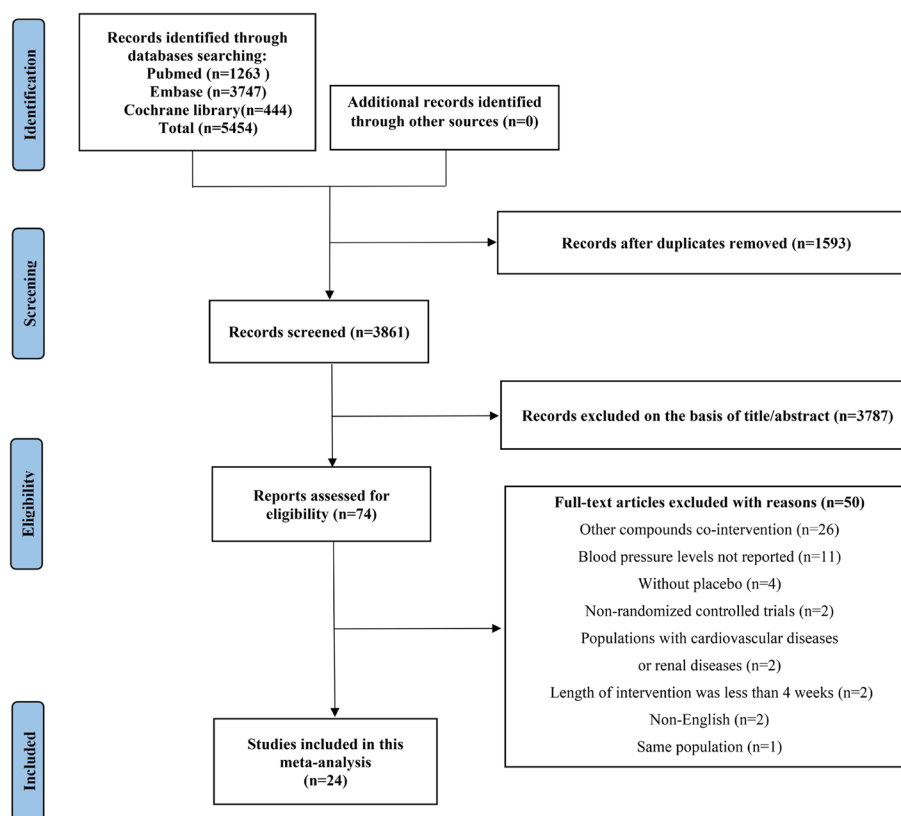 Identification
Records identified through
databases searching:
Pubmed (n=1263 )
Embase (n=3747)
Cochrane library(n=444)
Total (n=5454)
Additional records identified
through other sources (n=0)
Screening
Records after duplicates removed (n=1593)
Records screened (n=3861)
Records excluded on the basis of title/abstract (n=3787)
Eligibility
Reports assessed for
eligibility (n=74)
Full-text articles excluded with reasons (n=50)
Other compounds co-intervention (n=26)
Blood pressure levels not reported (n=11)
Without placebo (n=4)
Non-randomized controlled trials (n=2)
Populations with cardiovascular diseases
or renal diseases (n=2)
Length of intervention was less than 4 weeks (n=2)
Non-English (n=2)
Same population (n=1)
Included
Studies included in this
meta-analysis
(n=24)